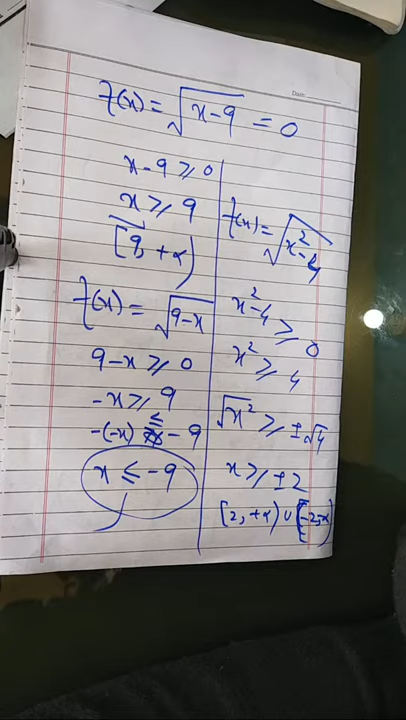 Date:
f(x) = √(x-9) = 0
x-9 ≥ 0
x ≥ 9
[9, +∝)
f(x) = √(9-x)
9-x ≥ 0
-x ≥ 9
-(-x) ≤ -9
x ≤ -9
f(x) = √(x²-4)
x²-4 ≥ 0
x² ≥ 4
√x² ≥ ±√4
x ≥ ±2
[2, +∝) ∪ [-2, ∝)